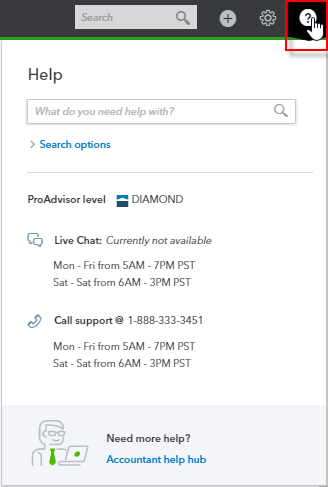 Search
?
Help
What do you need help with?
Search options
ProAdvisor level DIAMOND
Live Chat: Currently not available
Mon - Fri from 5AM - 7PM PST
Sat - Sat from 6AM - 3PM PST
Call support @ 1-888-333-3451
Mon - Fri from 5AM - 7PM PST
Sat - Sat from 6AM - 3PM PST
Need more help?
Accountant help hub